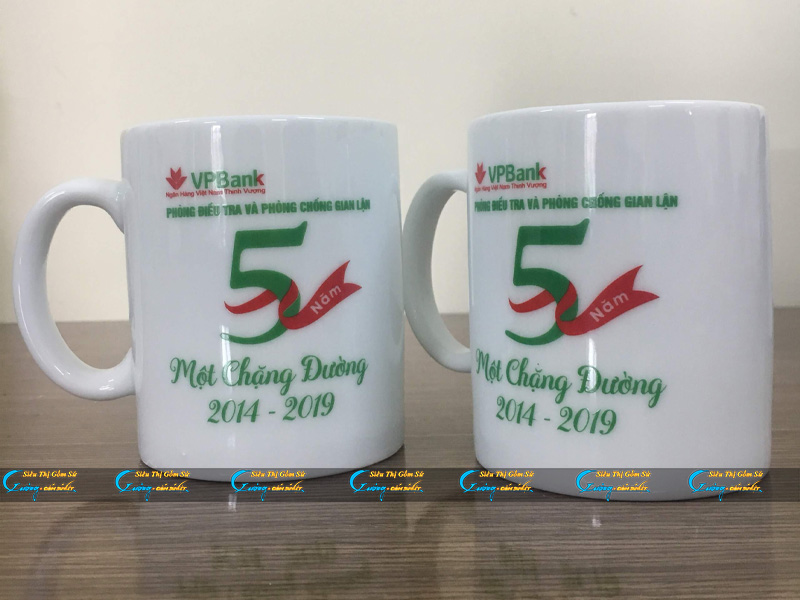 VPBank
Ngân Hàng Việt Nam Thịnh Vượng
PHÒNG ĐIỀU TRA VÀ PHÒNG CHỐNG GIAN LẬN
5
Năm
Một Chặng Đường
2014 - 2019
VPBank
Ngân Hàng Việt Nam Thịnh Vượng
PHÒNG ĐIỀU TRA VÀ PHÒNG CHỐNG GIAN LẬN
5
Năm
Một Chặng Đường
2014 - 2019
Siêu Thị Gốm Sứ
Siêu Thị Gốm Sứ
Siêu Thị Gốm Sứ
Siêu Thị Gốm Sứ
Siêu Thị Gốm Sứ
Siêu Thị Gốm Sứ
Siêu Thị Gốm Sứ